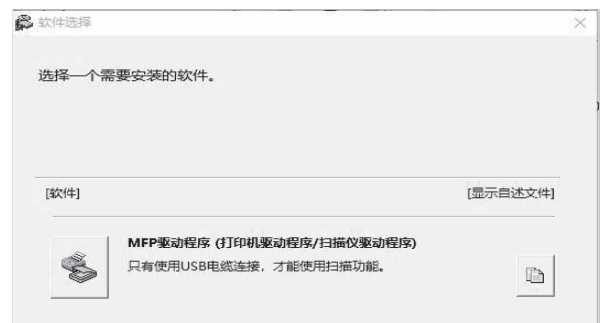 软件选择
选择一个需要安装的软件。
[软件] [显示自述文件]
MFP驱动程序 (打印机驱动程序/扫描仪驱动程序)
只有使用USB电缆连接，才能使用扫描功能。